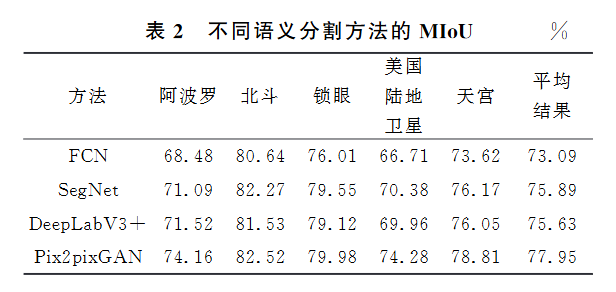 表 2 不同语义分割方法的 MIoU %
方法 阿波罗 北斗 锁眼 美国陆地卫星 天宫 平均结果
FCN 68.48 80.64 76.01 66.71 73.62 73.09
SegNet 71.09 82.27 79.55 70.38 76.17 75.89
DeepLabV3+ 71.52 81.53 79.12 69.96 76.05 75.63
Pix2pixGAN 74.16 82.52 79.98 74.28 78.81 77.95